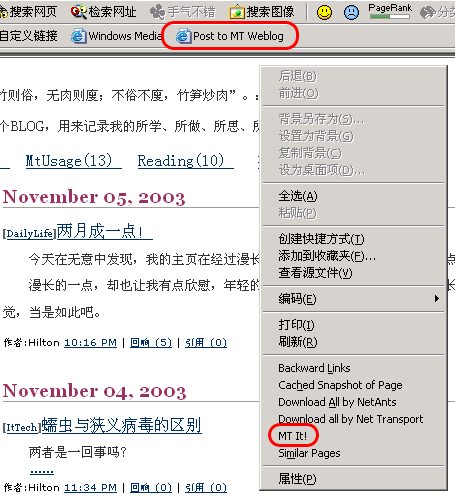 搜索网页 检索网站 手气不错 搜索图像 PageRank
自定义链接 Windows Media Post to MT Weblog
竹则俗，无肉则度；不俗不度，竹笋炒肉”。
个BLOG，用来记录我的所学、所做、所思、
MtUsage(13) Reading(10)
November 05, 2003
[DailyLife]两月成一点！
今天在无意中发现，我的主页在经过漫长
漫长的一点，却也让我有点欣慰，年轻的
觉，当是如此吧。
作者:Hilton 10:16 PM | 回响 (5) | 引用 (0)
November 04, 2003
[ItTech]蠕虫与狭义病毒的区别
两者是一回事吗？
......
作者:Hilton 11:34 PM | 回响 (0) | 引用 (0)
后退(B)
前进(O)
背景另存为(S)...
设置为背景(G)
复制背景(C)
设为桌面项(D)...
全选(A)
粘贴(P)
创建快捷方式(T)
添加到收藏夹(F)...
查看源文件(V)
编码(E)
打印(I)
刷新(R)
Backward Links
Cached Snapshot of Page
Download All by NetAnts
Download all by Net Transport
MT It!
Similar Pages
属性(P)